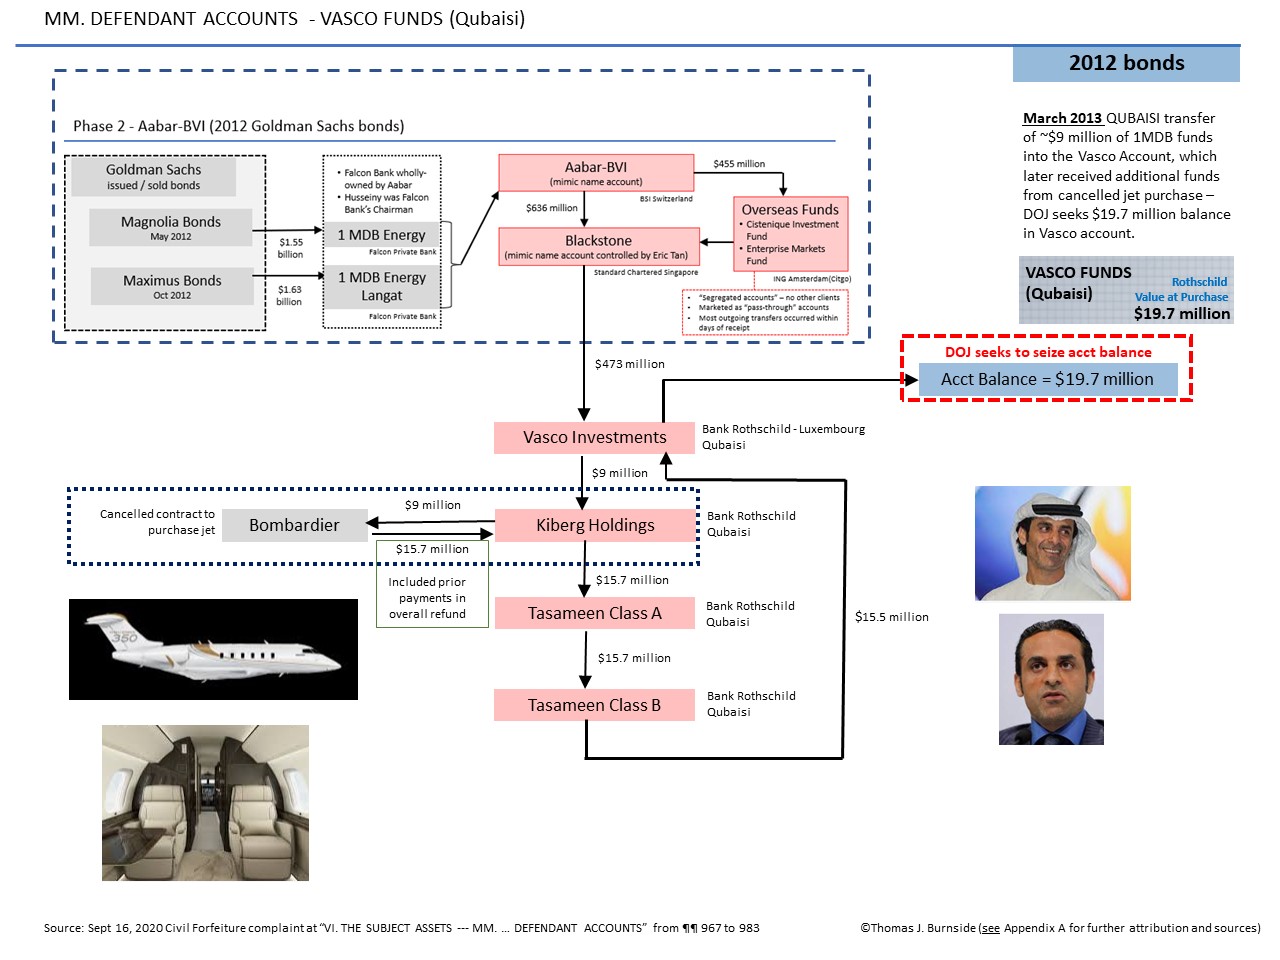 MM. DEFENDANT ACCOUNTS - VASCO FUNDS (Qubaisi)
2012 bonds
March 2013 QUBAISI transfer
of ~$9 million of 1MDB funds
into the Vasco Account, which
later received additional funds
from cancelled jet purchase –
DOJ seeks $19.7 million balance
in Vasco account.
VASCO FUNDS
(Qubaisi)
Rothschild
Value at Purchase
$19.7 million
Phase 2 - Aabar-BVI (2012 Goldman Sachs bonds)
Goldman Sachs
issued / sold bonds
Magnolia Bonds
May 2012
Maximus Bonds
Oct 2012
$1.55
billion
$1.63
billion
• Falcon Bank wholly-
owned by Aabar
• Husseiny was Falcon
Bank's Chairman
1 MDB Energy
Falcon Private Bank
1 MDB Energy
Langat
Falcon Private Bank
Aabar-BVI
(mimic name account)
BSI Switzerland
$455 million
$636 million
Blackstone
(mimic name account controlled by Eric Tan)
Standard Chartered Singapore
Overseas Funds
• Cistenique Investment
Fund
• Enterprise Markets
Fund
ING Amsterdam(Citgo)
• "Segregated accounts" – no other clients
• Marketed as "pass-through" accounts
• Most outgoing transfers occurred within
days of receipt
$473 million
DOJ seeks to seize acct balance
Acct Balance = $19.7 million
Vasco Investments
Bank Rothschild - Luxembourg
Qubaisi
$9 million
Cancelled contract to
purchase jet
Bombardier
$9 million
$15.7 million
Kiberg Holdings
Bank Rothschild
Qubaisi
Included prior
payments in
overall refund
$15.7 million
Tasameen Class A
Bank Rothschild
Qubaisi
$15.5 million
$15.7 million
Tasameen Class B
Bank Rothschild
Qubaisi
350
Source: Sept 16, 2020 Civil Forfeiture complaint at "VI. THE SUBJECT ASSETS --- MM. … DEFENDANT ACCOUNTS" from ¶¶ 967 to 983
©Thomas J. Burnside (see Appendix A for further attribution and sources)